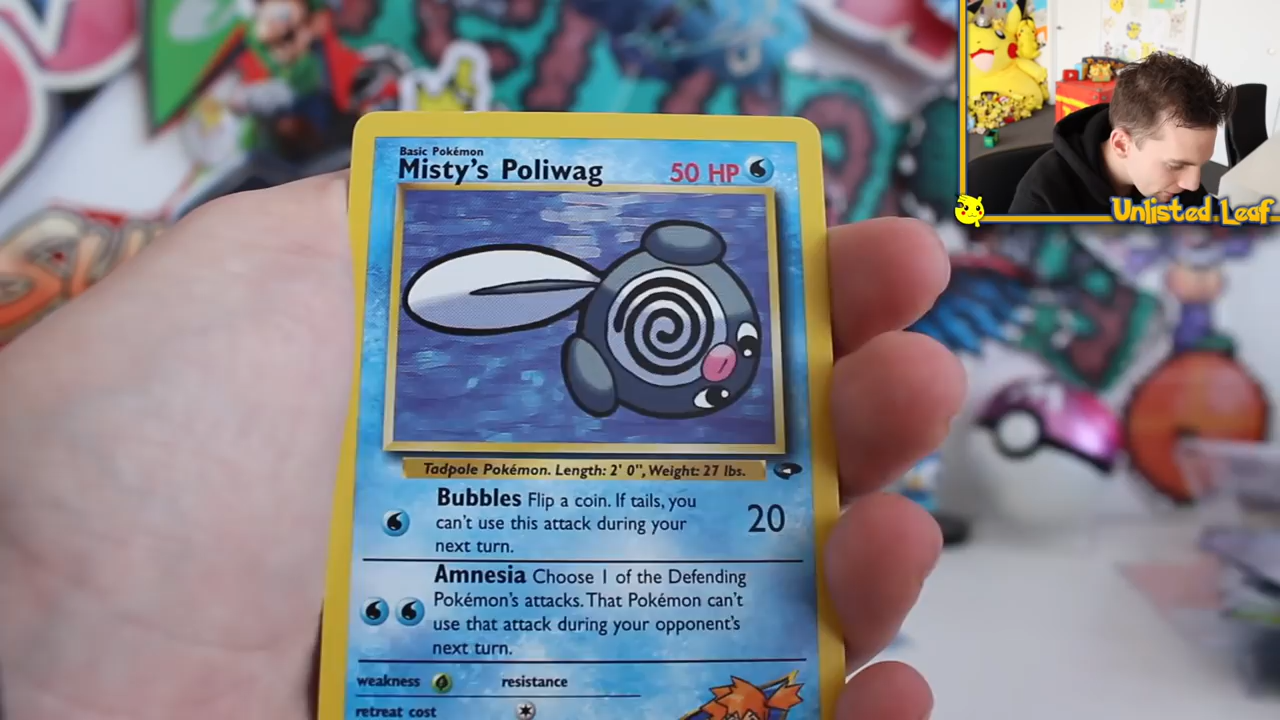 Basic Pokémon
Misty's Poliwag 50 HP
Tadpole Pokémon. Length: 2' 0", Weight: 27 lbs.
Bubbles Flip a coin. If tails, you
can't use this attack during your
next turn.
20
Amnesia Choose 1 of the Defending
Pokémon's attacks. That Pokémon can't
use that attack during your opponent's
next turn.
weakness resistance
retreat cost
Unlisted.Leaf